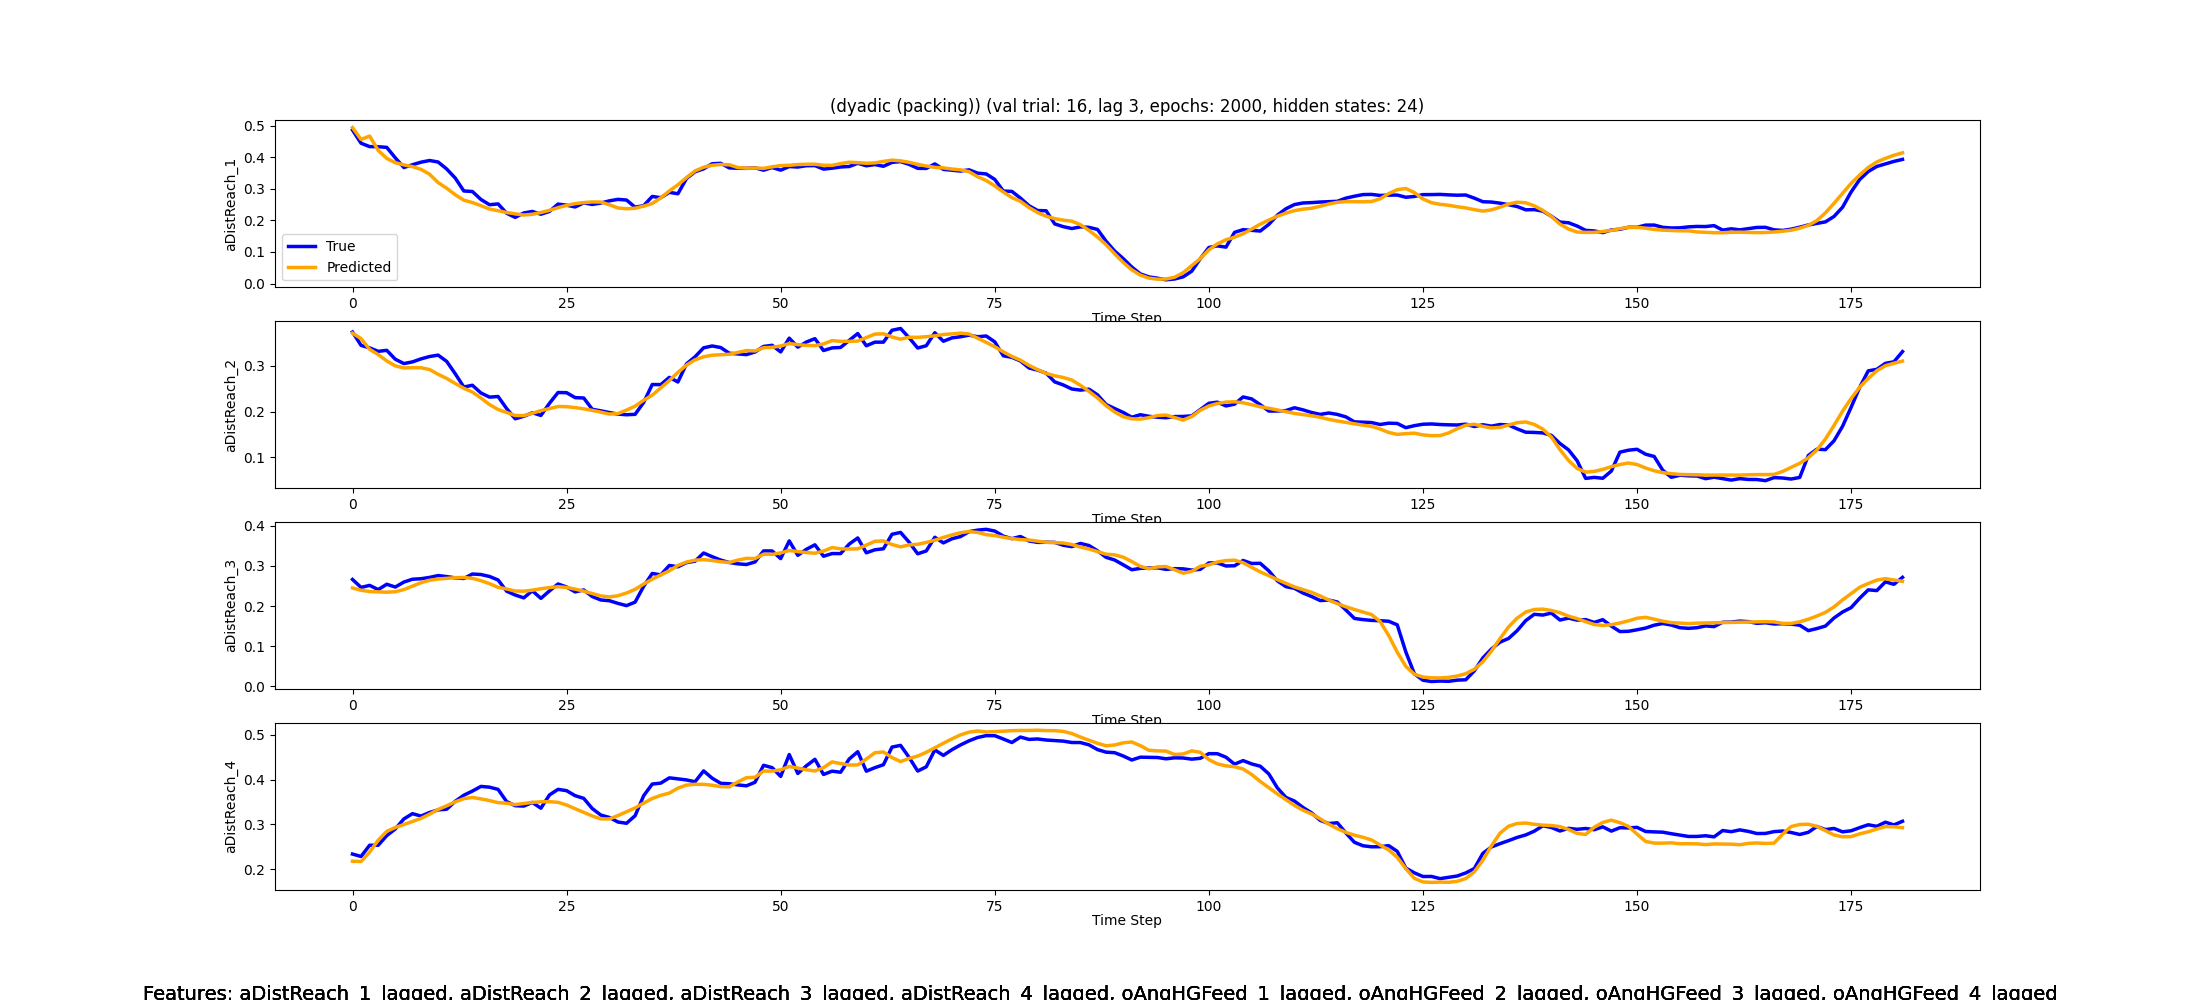 (dyadic (packing)) (val trial: 16, lag 3, epochs: 2000, hidden states: 24)
aDistReach_1
0.5
0.4
0.3
0.2
0.1
0.0
True
Predicted
0 25 50 75 100 125 150 175
Time Step
aDistReach_2
0.3
0.2
0.1
0 25 50 75 100 125 150 175
Time Step
aDistReach_3
0.4
0.3
0.2
0.1
0.0
0 25 50 75 100 125 150 175
Time Step
aDistReach_4
0.5
0.4
0.3
0.2
0 25 50 75 100 125 150 175
Time Step
Features: aDistReach_1_lagged, aDistReach_2_lagged, aDistReach_3_lagged, aDistReach_4_lagged, oAngHGFeed_1_lagged, oAngHGFeed_2_lagged, oAngHGFeed_3_lagged, oAngHGFeed_4_lagged